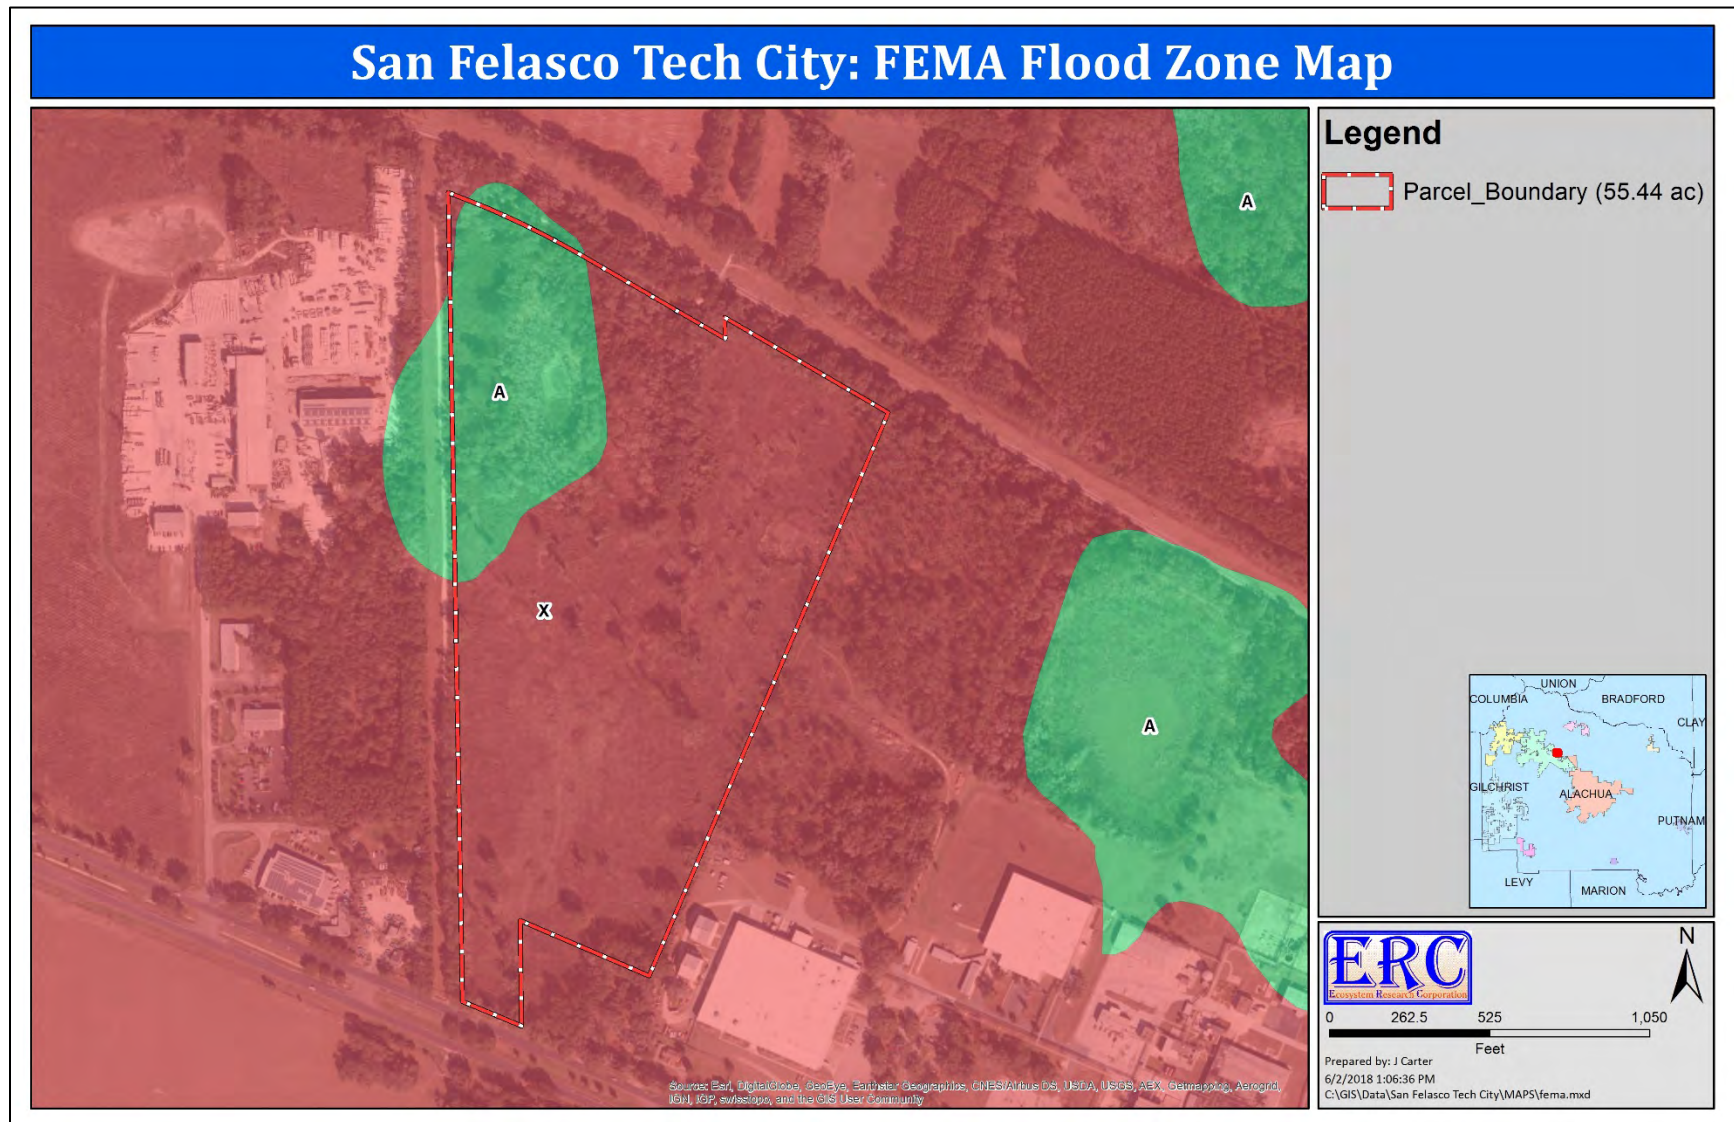 San Felasco Tech City: FEMA Flood Zone Map
A
A
X
A
Source: Esri, DigitalGlobe, GeoEye, Earthstar Geographics, CNES/Airbus DS, USDA, USGS, AEX, Getmapping, Aerogrid,
IGN, IGP, swisstopo, and the GIS User Community
Legend
Parcel_Boundary (55.44 ac)
UNION
COLUMBIA
BRADFORD
CLAY
GILCHRIST
ALACHUA
PUTNAM
LEVY
MARION
ERC
Ecosystem Research Corporation
N
0 262.5 525 1,050
Feet
Prepared by: J Carter
6/2/2018 1:06:36 PM
C:\GIS\Data\San Felasco Tech City\MAPS\fema.mxd